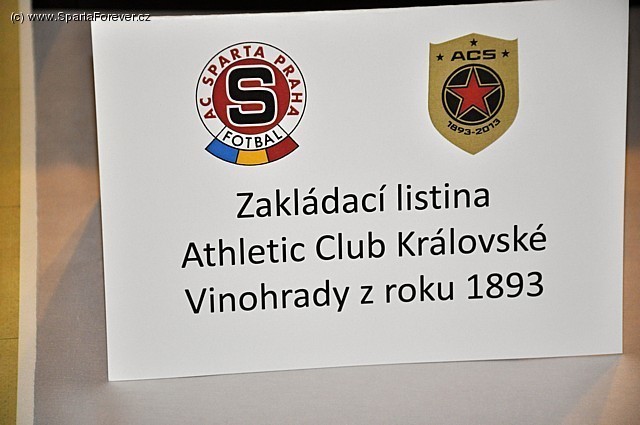 (c) www.SpartaForever.cz
AC SPARTA PRAHA
S
FOTBAL
ACS
1893-2013
Zakládací listina
Athletic Club Královské
Vinohrady z roku 1893